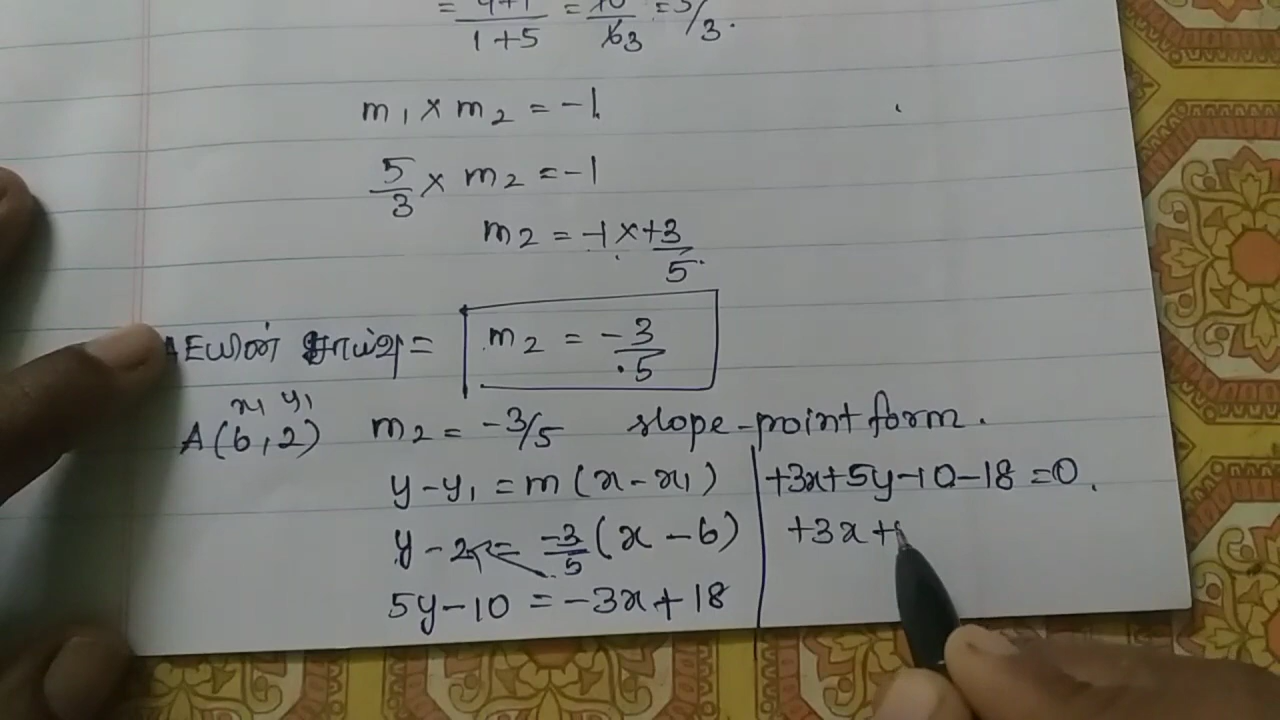 = 4+1/1+5 = 10/6 3 = 5/3.
m₁ × m₂ = -1
5/3 × m₂ = -1
m₂ = -1 × +3/5.
AE யின் சாய்வு = m₂ = -3/5
x₁ y₁
A(6,2) m₂ = -3/5 slope-point form.
y - y₁ = m(x - x₁)
y - 2 = -3/5 (x - 6)
5y - 10 = -3x + 18
+3x + 5y - 10 - 18 = 0.
+3x +